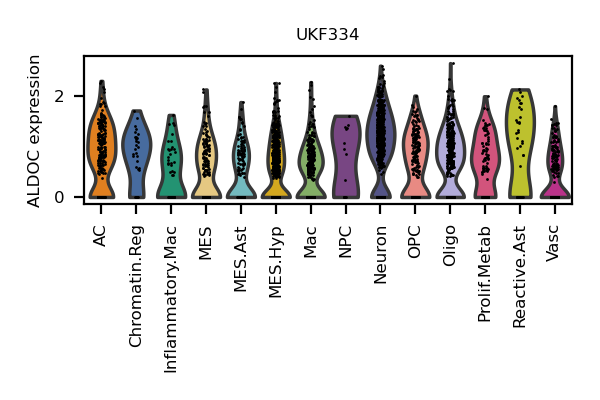 UKF334
ALDOC expression
2
0
AC
Chromatin.Reg
Inflammatory.Mac
MES
MES.Ast
MES.Hyp
Mac
NPC
Neuron
OPC
Oligo
Prolif.Metab
Reactive.Ast
Vasc